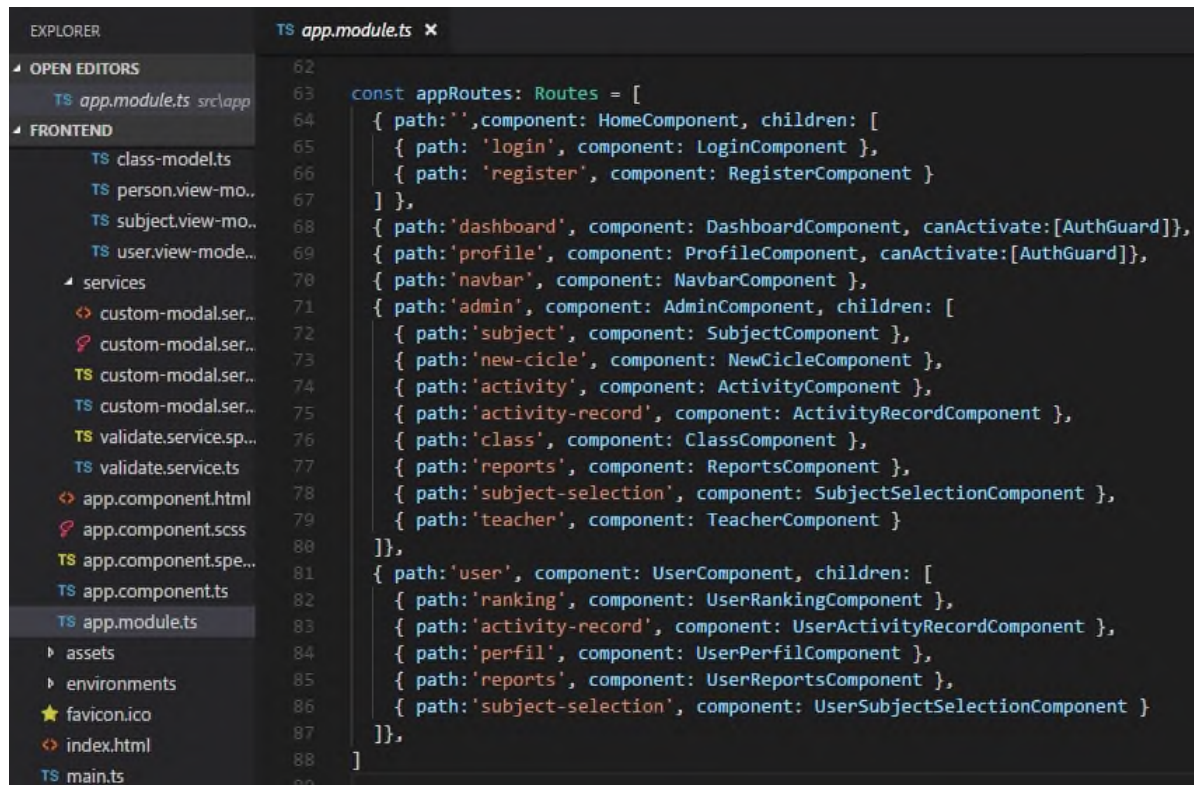 EXPLORER
OPEN EDITORS
TS app.module.ts src\app
FRONTEND
TS class-model.ts
TS person.view-mo..
TS subject.view-mo..
TS user.view-mode...
services
<> custom-modal.ser...
custom-modal.ser...
TS custom-modal.ser...
TS custom-modal.ser...
TS validate.service.sp...
TS validate.service.ts
<> app.component.html
app.component.scss
TS app.component.spe...
TS app.component.ts
TS app.module.ts
assets
environments
favicon.ico
<> index.html
TS main.ts
TS app.module.ts ×
62
63 const appRoutes: Routes = [
64 { path:'',component: HomeComponent, children: [
65 { path: 'login', component: LoginComponent },
66 { path: 'register', component: RegisterComponent }
67 ] },
68 { path:'dashboard', component: DashboardComponent, canActivate:[AuthGuard]},
69 { path:'profile', component: ProfileComponent, canActivate:[AuthGuard]},
70 { path:'navbar', component: NavbarComponent },
71 { path:'admin', component: AdminComponent, children: [
72 { path:'subject', component: SubjectComponent },
73 { path:'new-cicle', component: NewCicleComponent },
74 { path:'activity', component: ActivityComponent },
75 { path:'activity-record', component: ActivityRecordComponent },
76 { path:'class', component: ClassComponent },
77 { path:'reports', component: ReportsComponent },
78 { path:'subject-selection', component: SubjectSelectionComponent },
79 { path:'teacher', component: TeacherComponent }
80 ]},
81 { path:'user', component: UserComponent, children: [
82 { path:'ranking', component: UserRankingComponent },
83 { path:'activity-record', component: UserActivityRecordComponent },
84 { path:'perfil', component: UserPerfilComponent },
85 { path:'reports', component: UserReportsComponent },
86 { path:'subject-selection', component: UserSubjectSelectionComponent }
87 ]},
88 ]